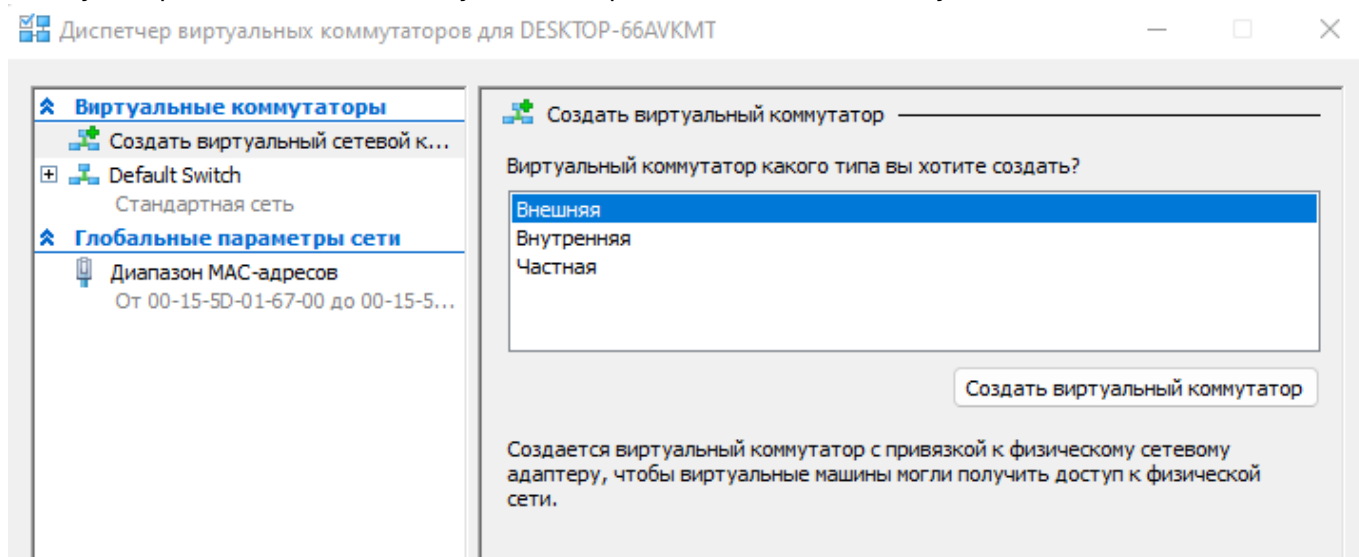 Диспетчер виртуальных коммутаторов для DESKTOP-66AVKMT
Виртуальные коммутаторы
Создать виртуальный сетевой к...
Default Switch
Стандартная сеть
Глобальные параметры сети
Диапазон MAC-адресов
От 00-15-5D-01-67-00 до 00-15-5...
Создать виртуальный коммутатор
Виртуальный коммутатор какого типа вы хотите создать?
Внешняя
Внутренняя
Частная
Создать виртуальный коммутатор
Создается виртуальный коммутатор с привязкой к физическому сетевому
адаптеру, чтобы виртуальные машины могли получить доступ к физической
сети.